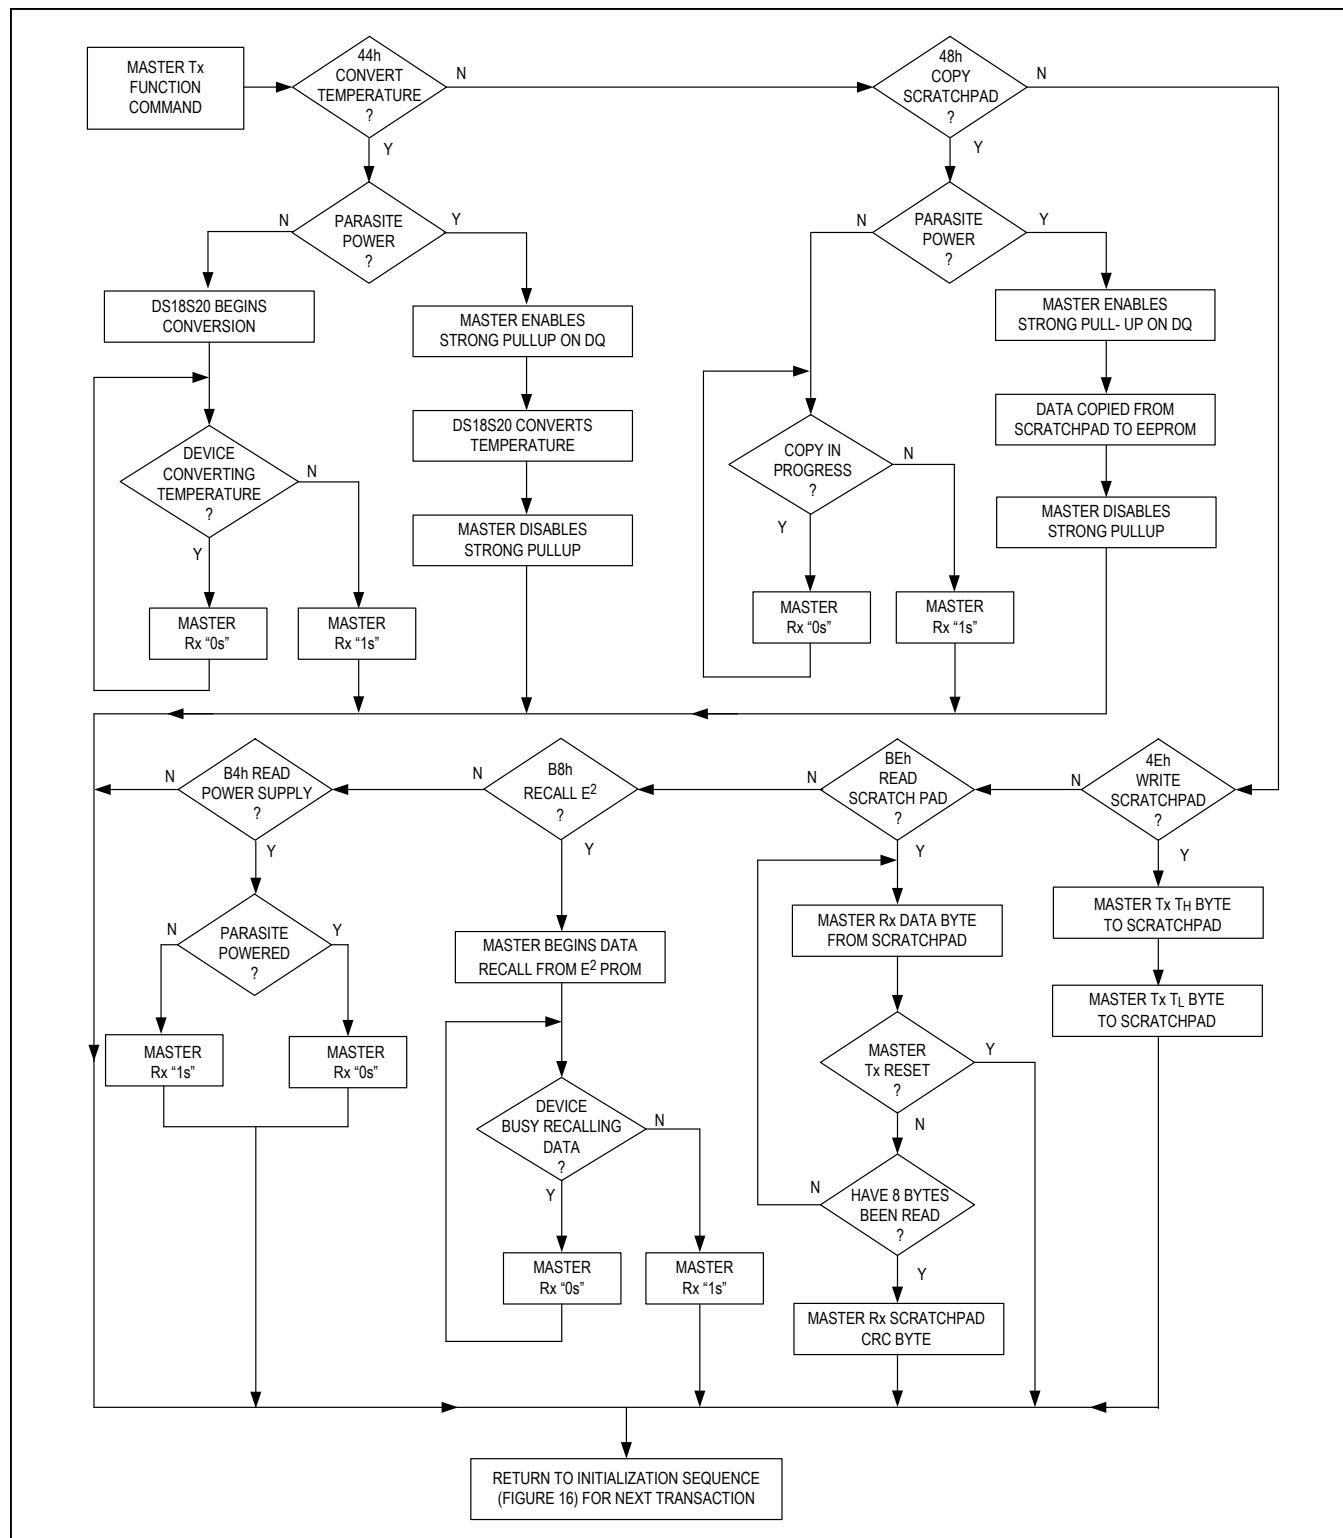 MASTER Tx
FUNCTION
COMMAND
44h
CONVERT
TEMPERATURE
?
N
Y
48h
COPY
SCRATCHPAD
?
N
Y
PARASITE
POWER
?
N
Y
DS18S20 BEGINS
CONVERSION
MASTER ENABLES
STRONG PULLUP ON DQ
DEVICE
CONVERTING
TEMPERATURE
?
N
Y
DS18S20 CONVERTS
TEMPERATURE
MASTER DISABLES
STRONG PULLUP
MASTER
Rx “0s”
MASTER
Rx “1s”
PARASITE
POWER
?
N
Y
MASTER ENABLES
STRONG PULL- UP ON DQ
DATA COPIED FROM
SCRATCHPAD TO EEPROM
COPY IN
PROGRESS
?
N
Y
MASTER DISABLES
STRONG PULLUP
MASTER
Rx “0s”
MASTER
Rx “1s”
4Eh
WRITE
SCRATCHPAD
?
N
Y
MASTER Tx TH BYTE
TO SCRATCHPAD
MASTER Tx TL BYTE
TO SCRATCHPAD
BEh
READ
SCRATCH PAD
?
N
Y
MASTER Rx DATA BYTE
FROM SCRATCHPAD
MASTER
Tx RESET
?
Y
N
HAVE 8 BYTES
BEEN READ
?
N
Y
MASTER Rx SCRATCHPAD
CRC BYTE
B8h
RECALL E²
?
N
Y
MASTER BEGINS DATA
RECALL FROM E² PROM
DEVICE
BUSY RECALLING
DATA
?
N
Y
MASTER
Rx “0s”
MASTER
Rx “1s”
B4h READ
POWER SUPPLY
?
N
Y
PARASITE
POWERED
?
N
Y
MASTER
Rx “1s”
MASTER
Rx “0s”
RETURN TO INITIALIZATION SEQUENCE
(FIGURE 16) FOR NEXT TRANSACTION